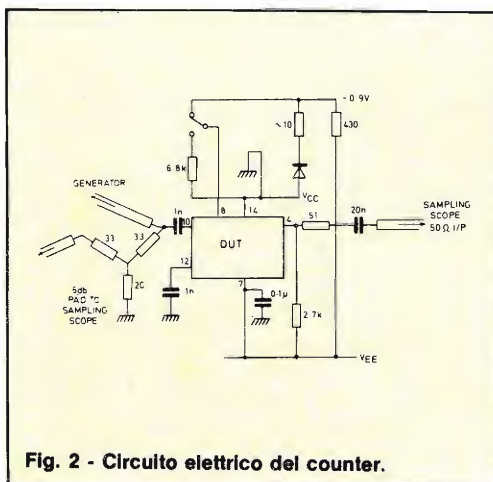 - 0 9V
~10
430
6.8k
GENERATOR
VCC
SAMPLING
SCOPE
50Ω I/P
1n
10
8
14
4
51
20n
33
33
DUT
12
5db
PAD TO
SAMPLING
SCOPE
20
1n
7
0·1µ
2 7k
VEE
Fig. 2 - Circuito elettrico del counter.